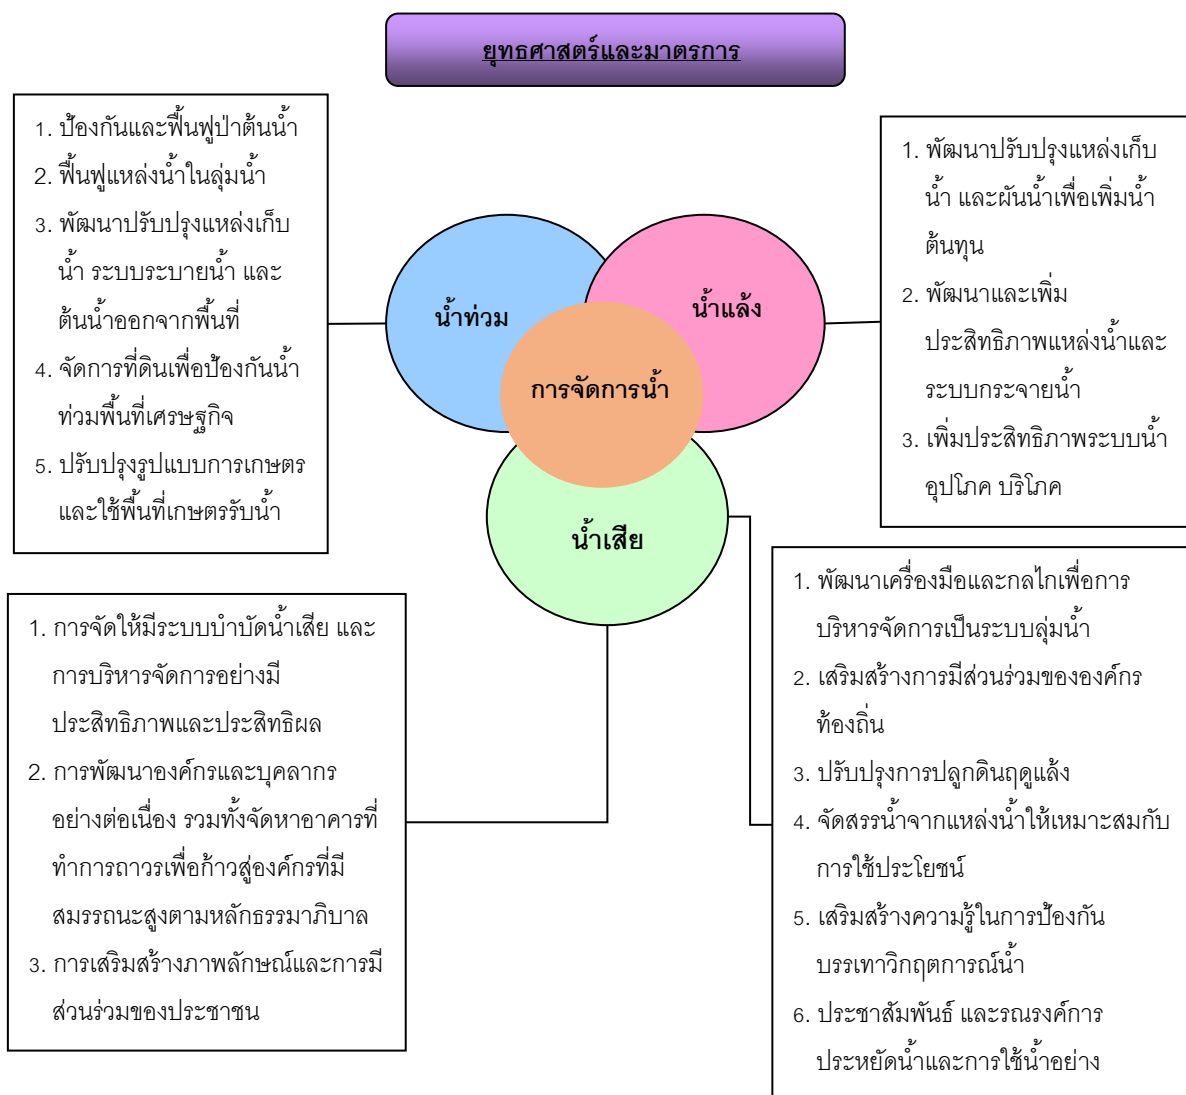 ยุทธศาสตร์และมาตรการ
1. ป้องกันและฟื้นฟูป่าต้นน้ำ
2. ฟื้นฟูแหล่งน้ำในลุ่มน้ำ
3. พัฒนาปรับปรุงแหล่งเก็บ
น้ำ ระบบระบายน้ำ และ
ต้นน้ำออกจากพื้นที่
4. จัดการที่ดินเพื่อป้องกันน้ำ
ท่วมพื้นที่เศรษฐกิจ
5. ปรับปรุงรูปแบบการเกษตร
และใช้พื้นที่เกษตรรับน้ำ
น้ำท่วม
น้ำแล้ง
การจัดการน้ำ
น้ำเสีย
1. พัฒนาปรับปรุงแหล่งเก็บ
น้ำ และผันน้ำเพื่อเพิ่มน้ำ
ต้นทุน
2. พัฒนาและเพิ่ม
ประสิทธิภาพแหล่งน้ำและ
ระบบกระจายน้ำ
3. เพิ่มประสิทธิภาพระบบน้ำ
อุปโภค บริโภค
1. การจัดให้มีระบบบำบัดน้ำเสีย และ
การบริหารจัดการอย่างมี
ประสิทธิภาพและประสิทธิผล
2. การพัฒนาองค์กรและบุคลากร
อย่างต่อเนื่อง รวมทั้งจัดหาอาคารที่
ทำการถาวรเพื่อก้าวสู่องค์กรที่มี
สมรรถนะสูงตามหลักธรรมาภิบาล
3. การเสริมสร้างภาพลักษณ์และการมี
ส่วนร่วมของประชาชน
1. พัฒนาเครื่องมือและกลไกเพื่อการ
บริหารจัดการเป็นระบบลุ่มน้ำ
2. เสริมสร้างการมีส่วนร่วมขององค์กร
ท้องถิ่น
3. ปรับปรุงการปลูกดินฤดูแล้ง
4. จัดสรรน้ำจากแหล่งน้ำให้เหมาะสมกับ
การใช้ประโยชน์
5. เสริมสร้างความรู้ในการป้องกัน
บรรเทาวิกฤตการณ์น้ำ
6. ประชาสัมพันธ์ และรณรงค์การ
ประหยัดน้ำและการใช้น้ำอย่าง